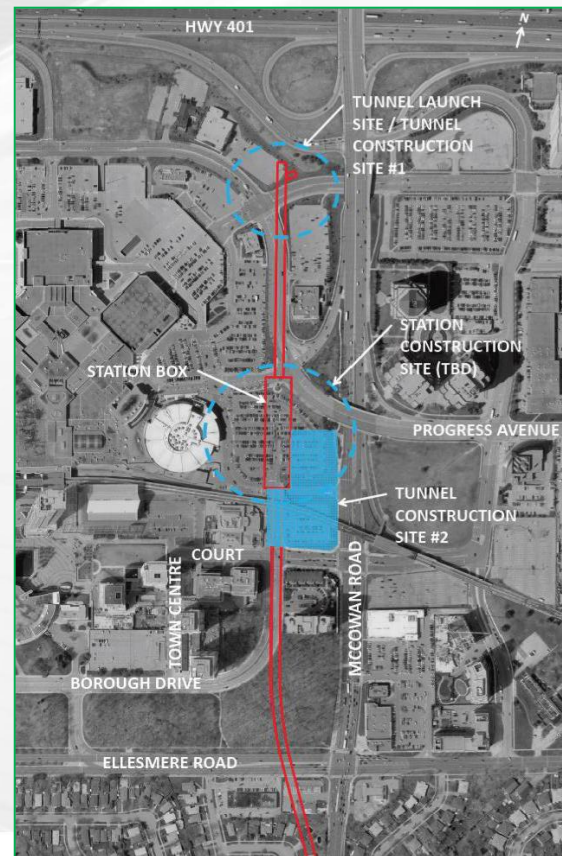 HWY 401
N
TUNNEL LAUNCH
SITE / TUNNEL
CONSTRUCTION
SITE #1
STATION
CONSTRUCTION
SITE (TBD)
STATION BOX
PROGRESS AVENUE
TUNNEL
CONSTRUCTION
SITE #2
COURT
TOWN CENTRE
MCCOWAN ROAD
BOROUGH DRIVE
ELLESMERE ROAD